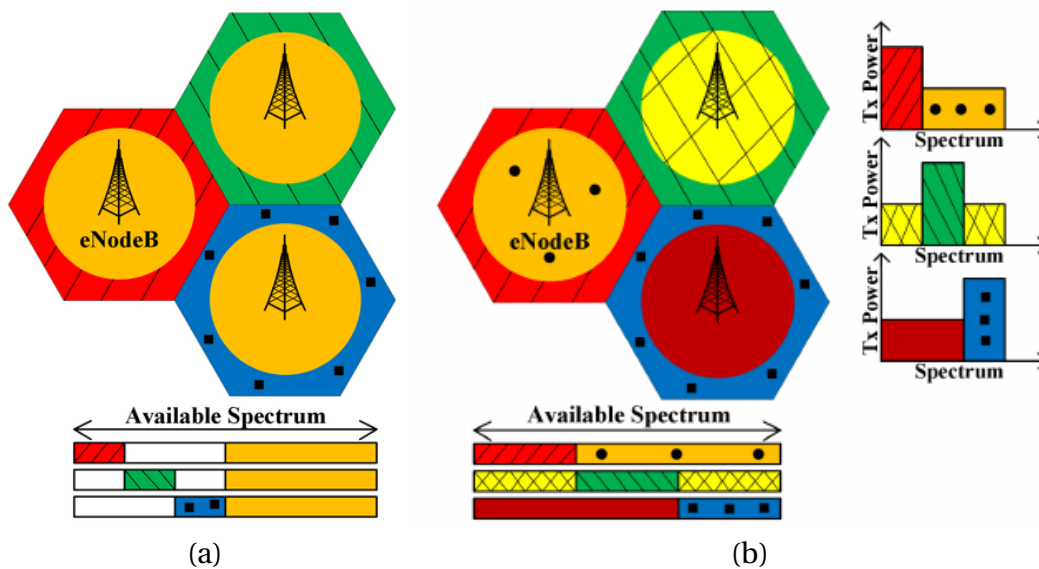 eNodeB
Available Spectrum
(a)
eNodeB
Available Spectrum
(b)
Tx Power
Spectrum
Tx Power
Spectrum
Tx Power
Spectrum